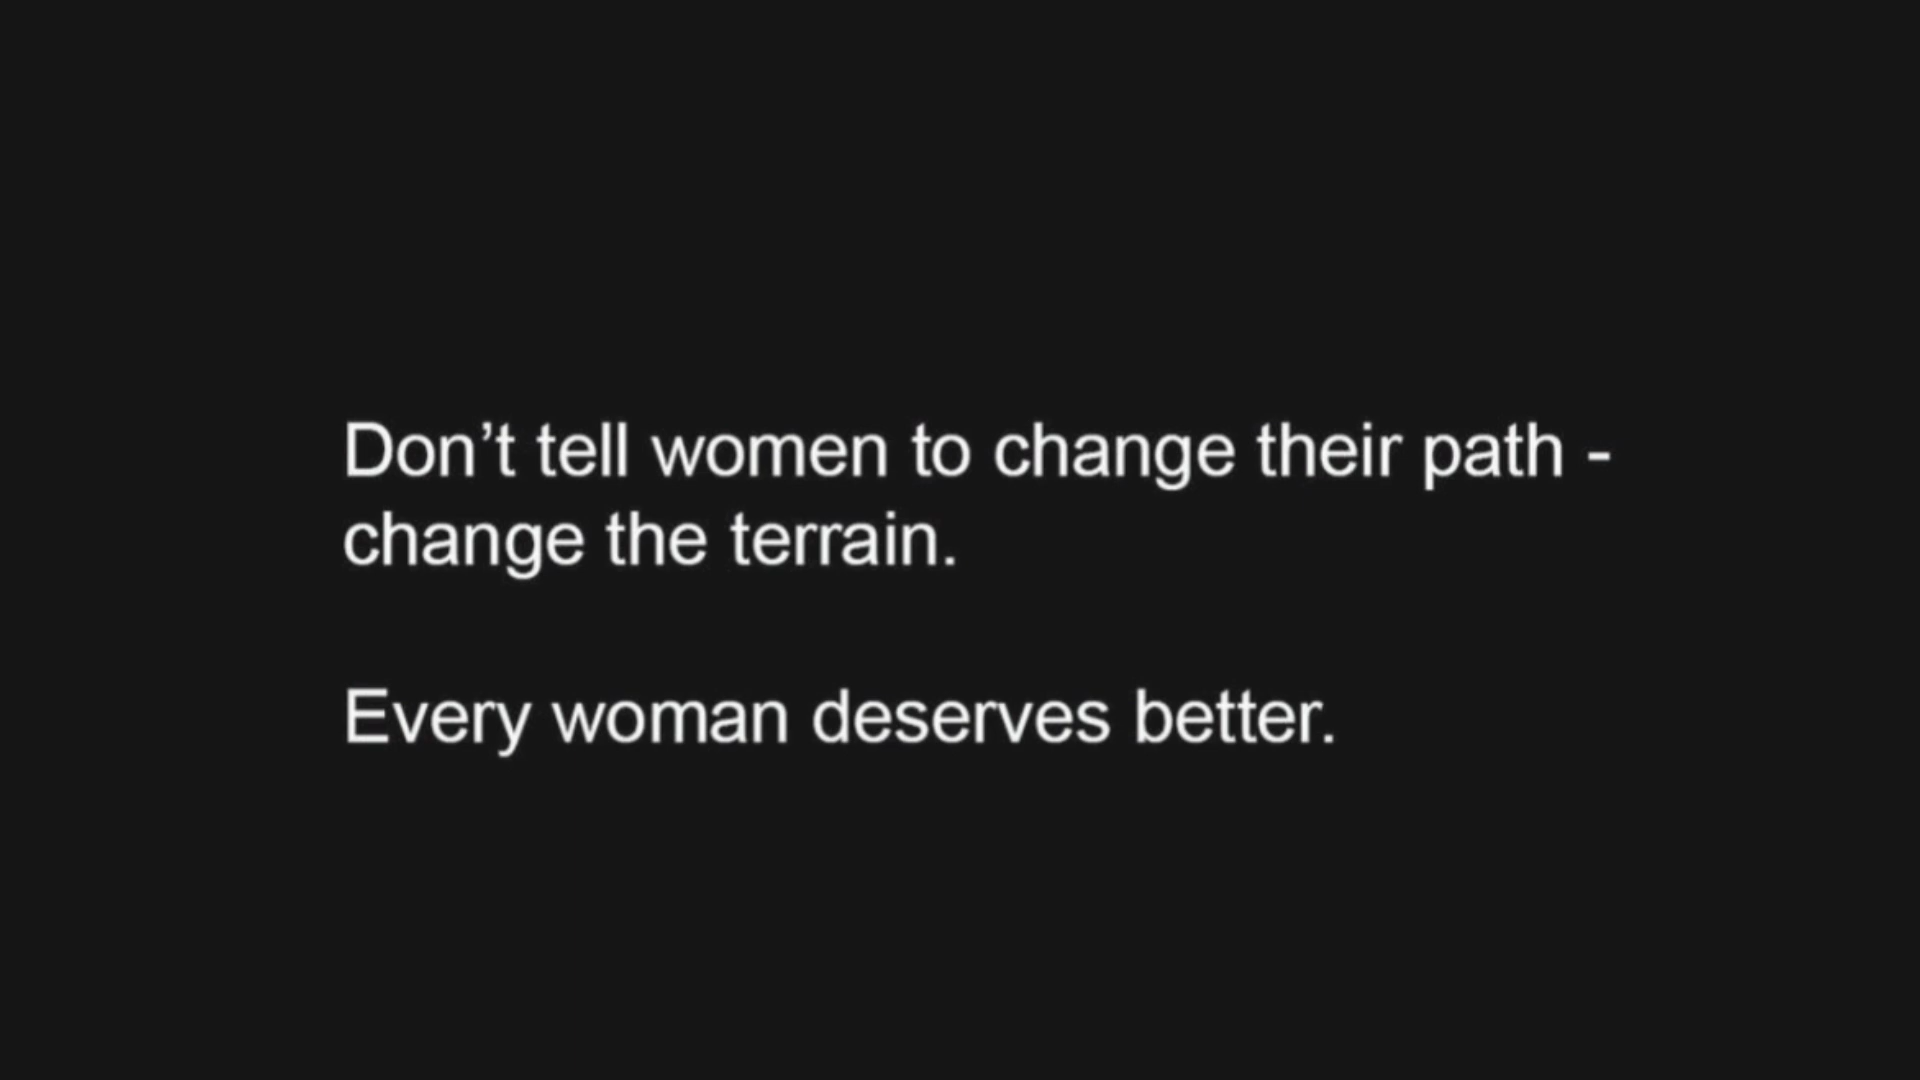 Don’t tell women to change their path -
change the terrain.
Every woman deserves better.